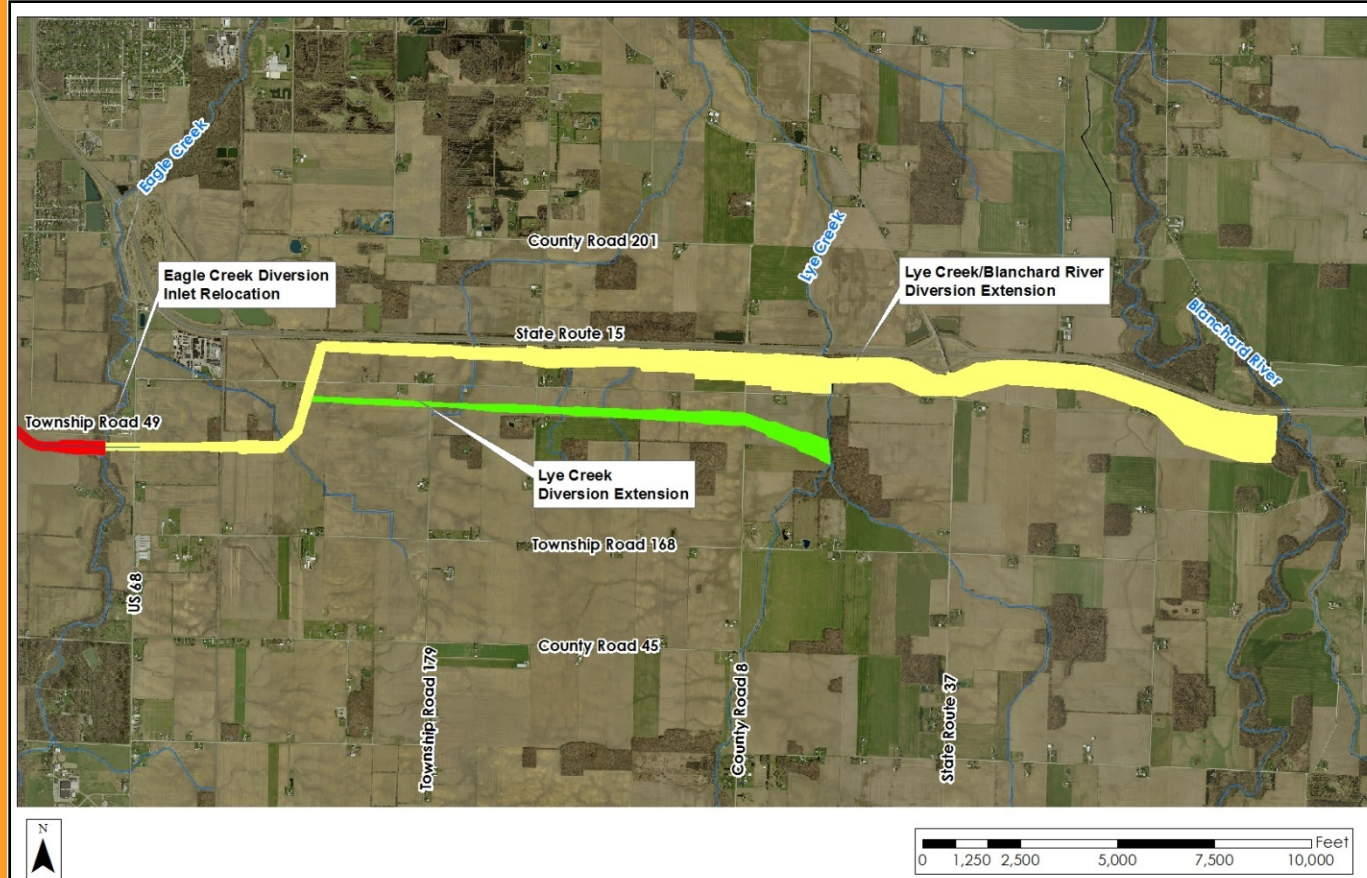 Eagle Creek
County Road 201
Lye Creek
Eagle Creek Diversion
Inlet Relocation
Lye Creek/Blanchard River
Diversion Extension
State Route 15
Blanchard River
Township Road 49
Lye Creek
Diversion Extension
Township Road 168
US 68
County Road 45
Township Road 179
County Road 8
State Route 37
N
Feet
0 1,250 2,500 5,000 7,500 10,000